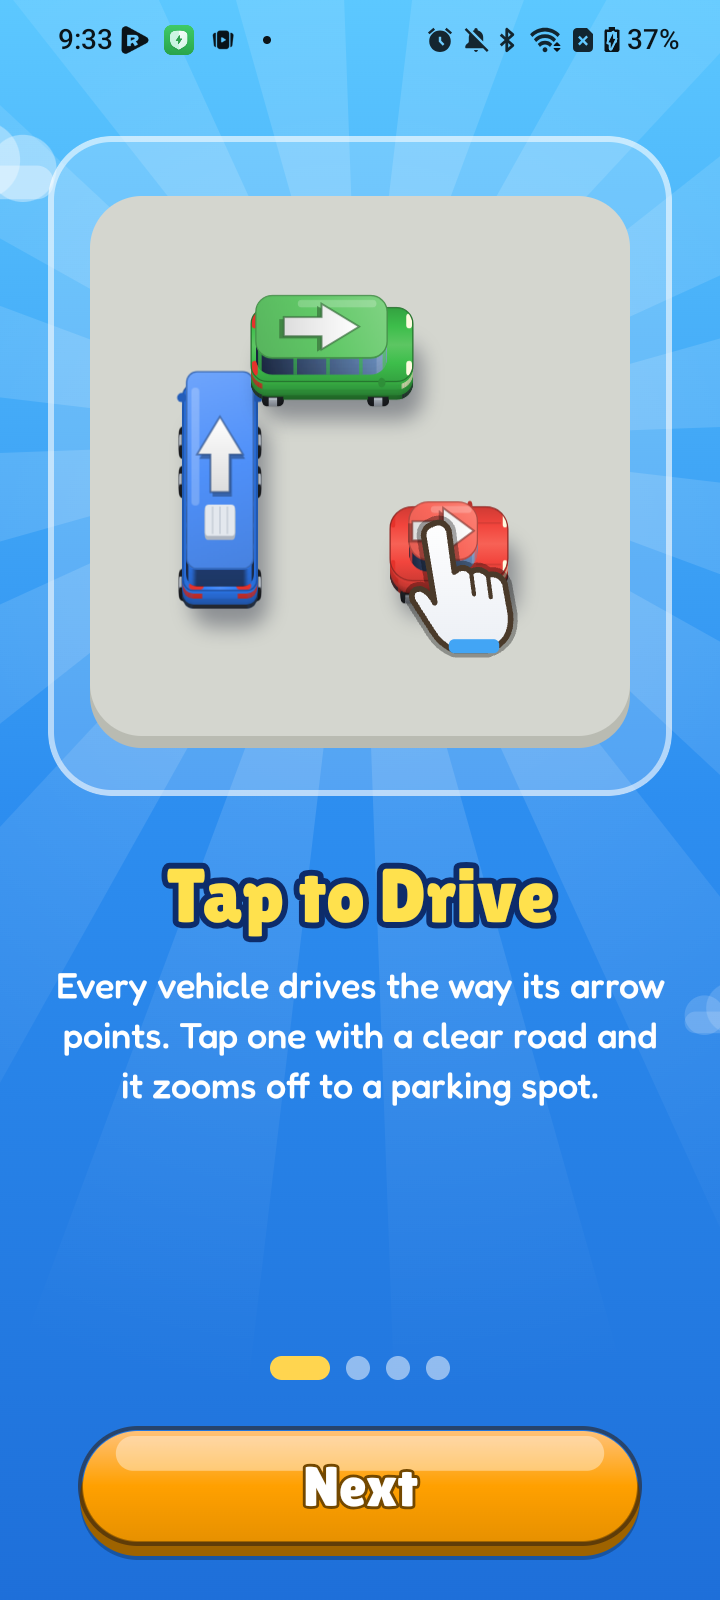 9:33
37%
Tap to Drive
Every vehicle drives the way its arrow
points. Tap one with a clear road and
it zooms off to a parking spot.
Next